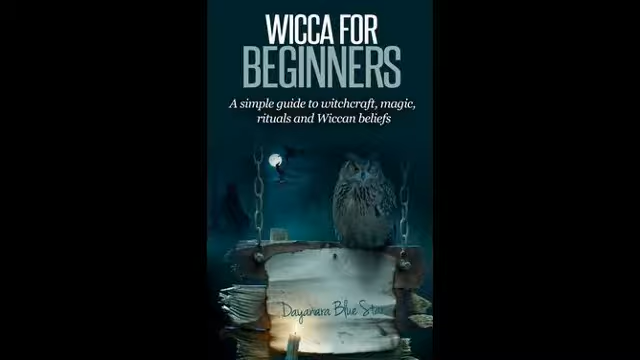 WICCA FOR
BEGINNERS
A simple guide to witchcraft, magic,
rituals and Wiccan beliefs
Dayanara Blue Star